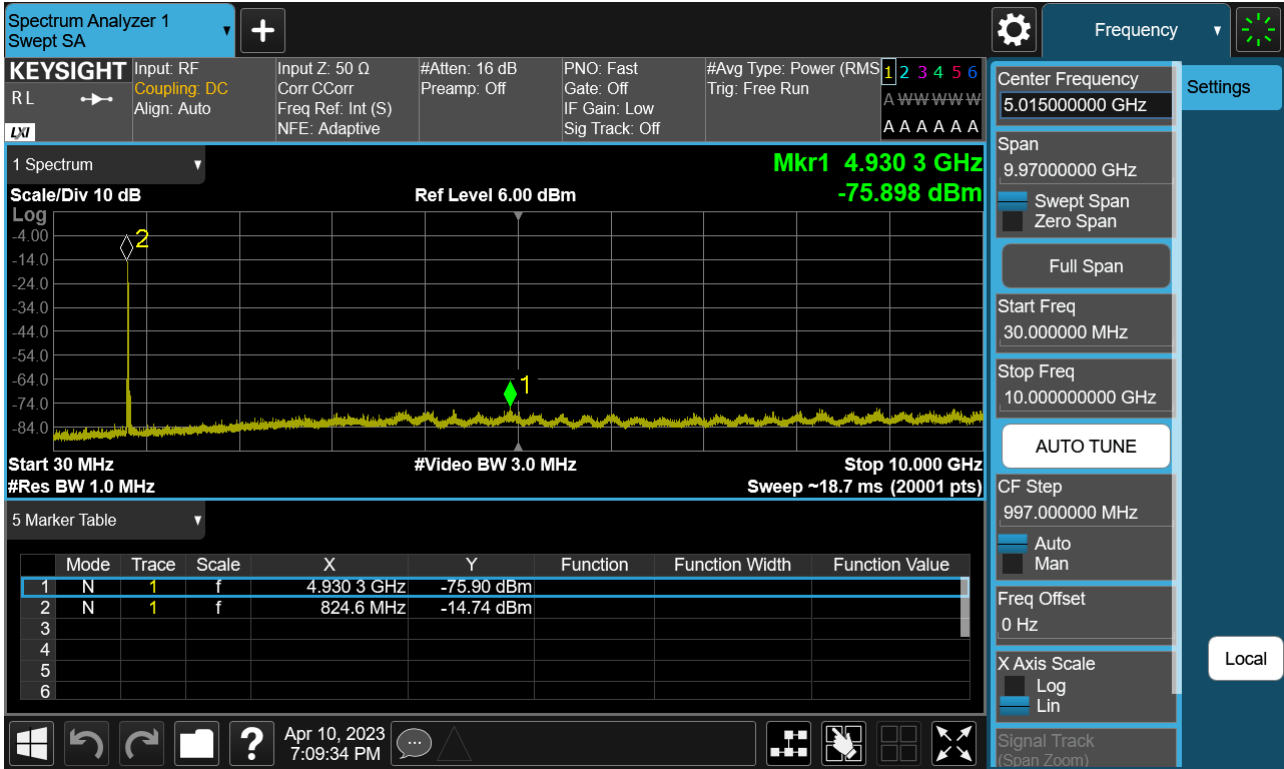 Spectrum Analyzer 1
Swept SA
Frequency
KEYSIGHT
R L
LXI
Input: RF
Coupling: DC
Align: Auto
Input Z: 50 Ω
Corr CCorr
Freq Ref: Int (S)
NFE: Adaptive
#Atten: 16 dB
Preamp: Off
PNO: Fast
Gate: Off
IF Gain: Low
Sig Track: Off
#Avg Type: Power (RMS
Trig: Free Run
1 2 3 4 5 6
A W W W W W
A A A A A A
Center Frequency
5.015000000 GHz
Settings
Span
9.97000000 GHz
Swept Span
Zero Span
Full Span
Start Freq
30.000000 MHz
Stop Freq
10.000000000 GHz
AUTO TUNE
CF Step
997.000000 MHz
Auto
Man
Freq Offset
0 Hz
X Axis Scale
Log
Lin
Signal Track
(Span Zoom)
Local
1 Spectrum
Mkr1 4.930 3 GHz
-75.898 dBm
Scale/Div 10 dB
Ref Level 6.00 dBm
Log
-4.00
-14.0
-24.0
-34.0
-44.0
-54.0
-64.0
-74.0
-84.0
2
1
Start 30 MHz
#Video BW 3.0 MHz
Stop 10.000 GHz
#Res BW 1.0 MHz
Sweep ~18.7 ms (20001 pts)
5 Marker Table
Mode Trace Scale X Y Function Function Width Function Value
1 N 1 f 4.930 3 GHz -75.90 dBm
2 N 1 f 824.6 MHz -14.74 dBm
3
4
5
6
?
Apr 10, 2023
7:09:34 PM